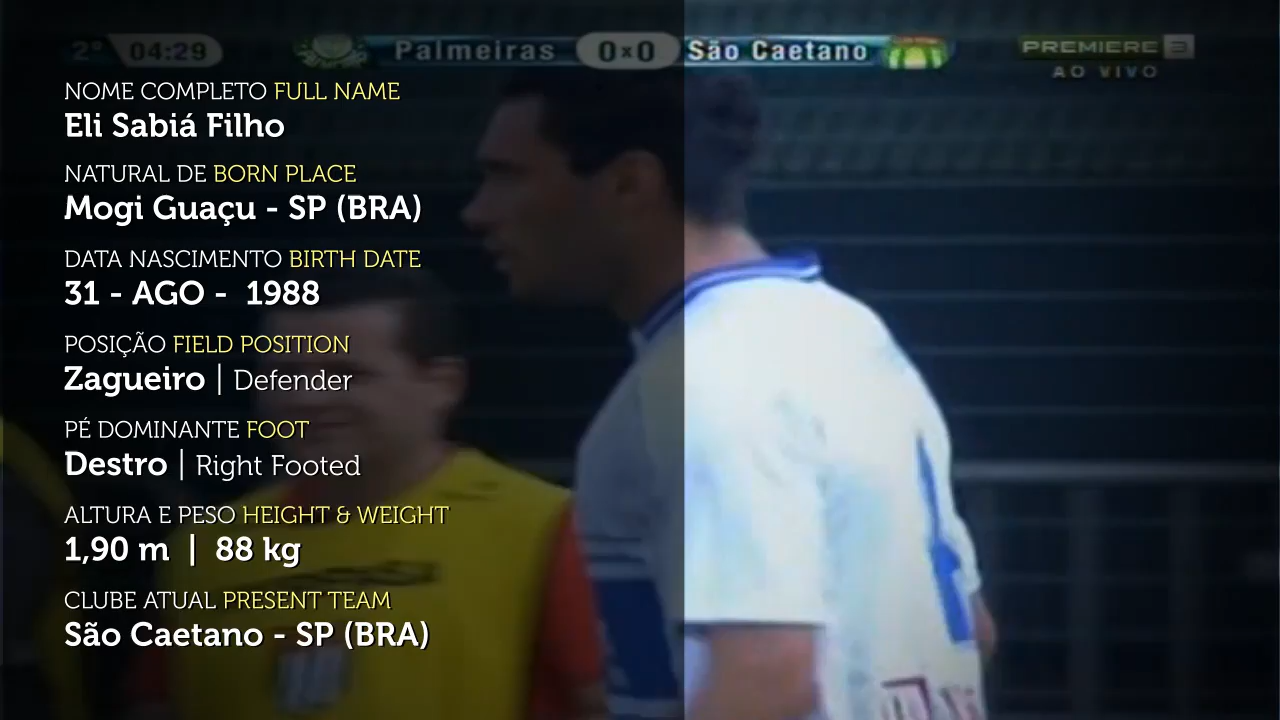 2º 04:29 Palmeiras 0x0 São Caetano PREMIERE 3
AO VIVO
NOME COMPLETO FULL NAME
Eli Sabiá Filho
NATURAL DE BORN PLACE
Mogi Guaçu - SP (BRA)
DATA NASCIMENTO BIRTH DATE
31 - AGO - 1988
POSIÇÃO FIELD POSITION
Zagueiro | Defender
PÉ DOMINANTE FOOT
Destro | Right Footed
ALTURA E PESO HEIGHT & WEIGHT
1,90 m | 88 kg
CLUBE ATUAL PRESENT TEAM
São Caetano - SP (BRA)